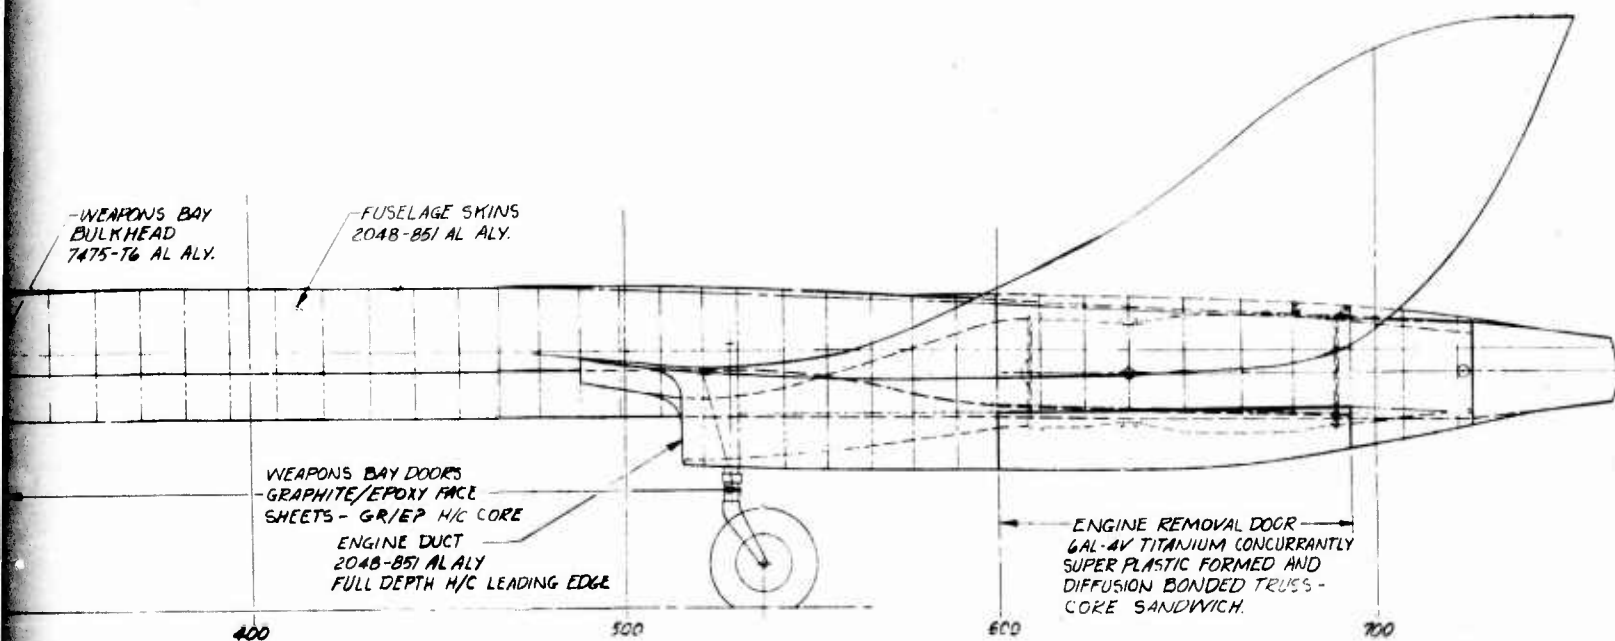 -WEAPONS BAY
BULKHEAD
7475-T6 AL ALY.
FUSELAGE SKINS
2048-851 AL ALY.
WEAPONS BAY DOORS
GRAPHITE/EPOXY FACE
SHEETS - GR/EP H/C CORE
ENGINE DUCT
2048-851 AL ALY
FULL DEPTH H/C LEADING EDGE
ENGINE REMOVAL DOOR
6AL-4V TITANIUM CONCURRANTLY
SUPER PLASTIC FORMED AND
DIFFUSION BONDED TRUSS-
CORE SANDWICH.
400 500 600 700